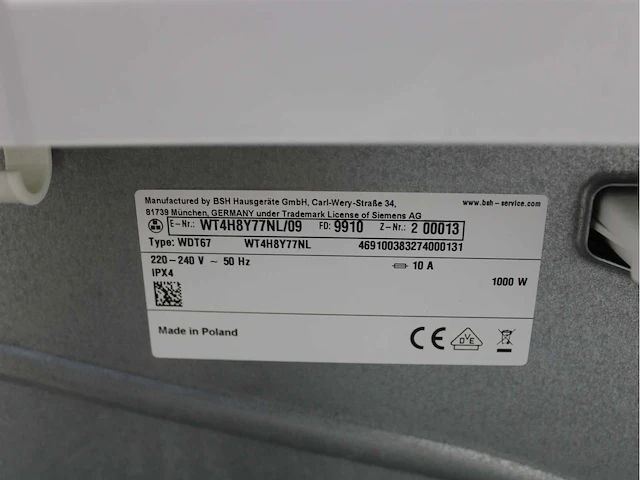 Manufactured by BSH Hausgeräte GmbH, Carl-Wery-Straße 34, www.bsh-service.com
81739 München, GERMANY under Trademark License of Siemens AG
E-Nr.: WT4H8Y77NL/09 FD: 9910 Z-Nr.: 2 00013
Type: WDT67 WT4H8Y77NL 469100383274000131
220-240 V ~ 50 Hz 10 A
IPX4 1000 W
Made in Poland CE VDE